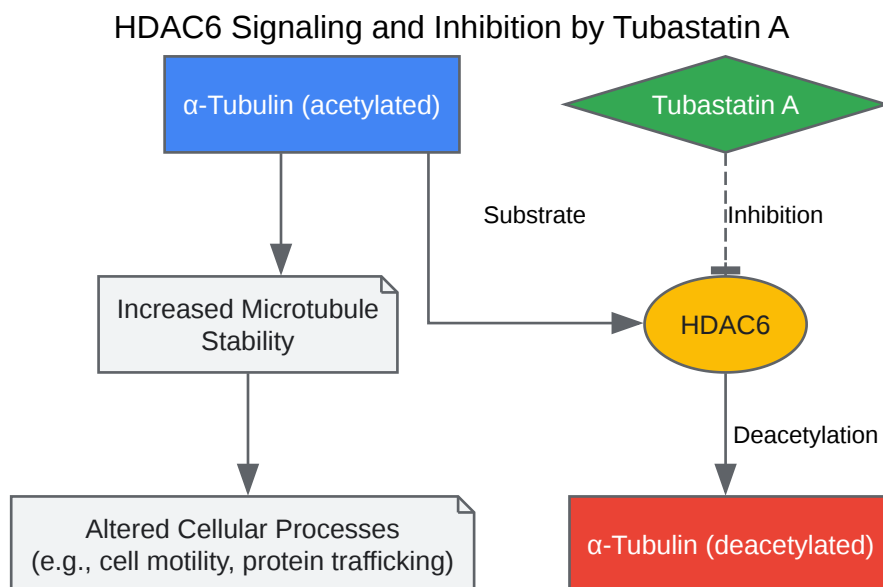 HDAC6 Signaling and Inhibition by Tubastatin A
α-Tubulin (acetylated)
Tubastatin A
Substrate
Inhibition
Increased Microtubule
Stability
HDAC6
Deacetylation
Altered Cellular Processes
(e.g., cell motility, protein trafficking)
α-Tubulin (deacetylated)